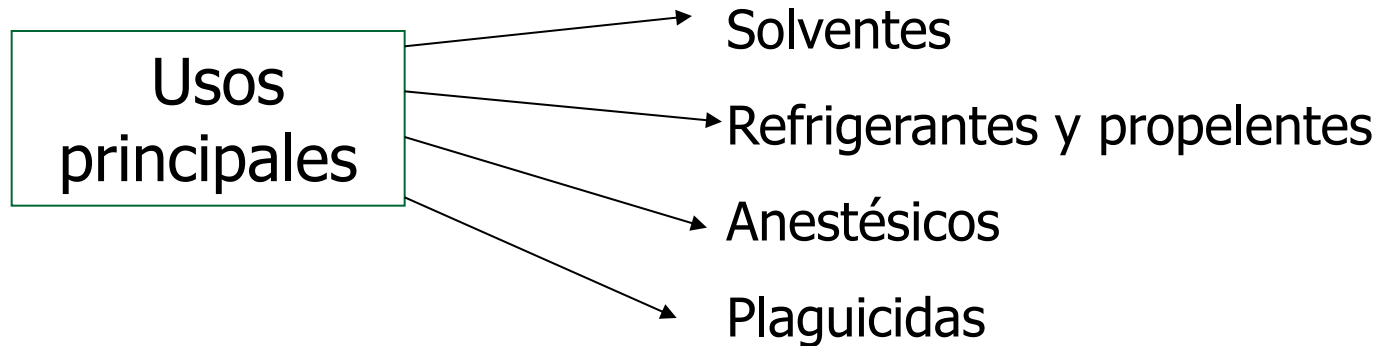 Usos
principales
Solventes
Refrigerantes y propelentes
Anestésicos
Plaguicidas